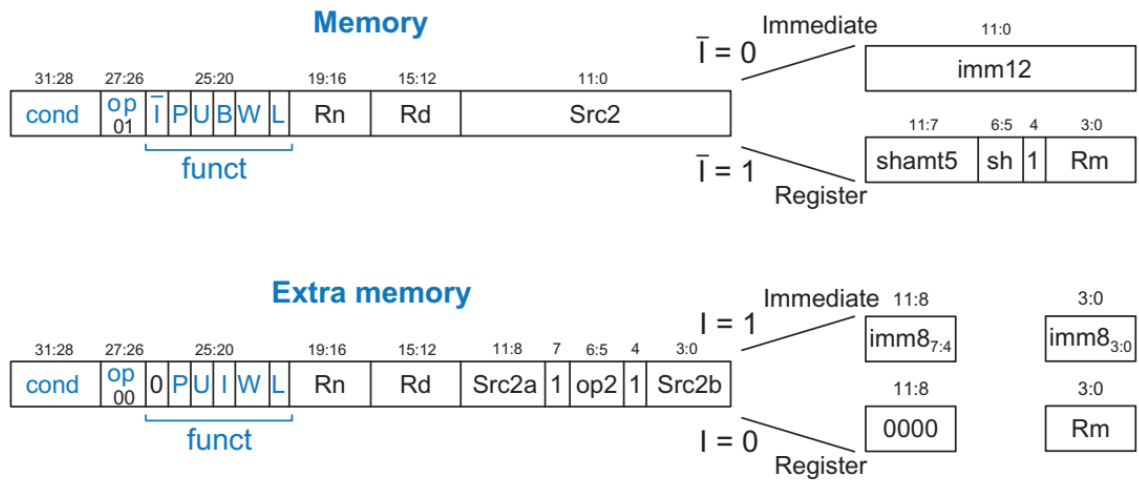 Memory
Immediate
Ī = 0
11:0
imm12
31:28 27:26 25:20 19:16 15:12 11:0
cond op 01 Ī P U B W L Rn Rd Src2
funct
11:7 6:5 4 3:0
shamt5 sh 1 Rm
Ī = 1
Register
Extra memory
Immediate
I = 1
11:8 3:0
imm8₇:₄ imm8₃:₀
31:28 27:26 25:20 19:16 15:12 11:8 7 6:5 4 3:0
cond op 00 0 P U I W L Rn Rd Src2a 1 op2 1 Src2b
funct
11:8 3:0
0000 Rm
I = 0
Register